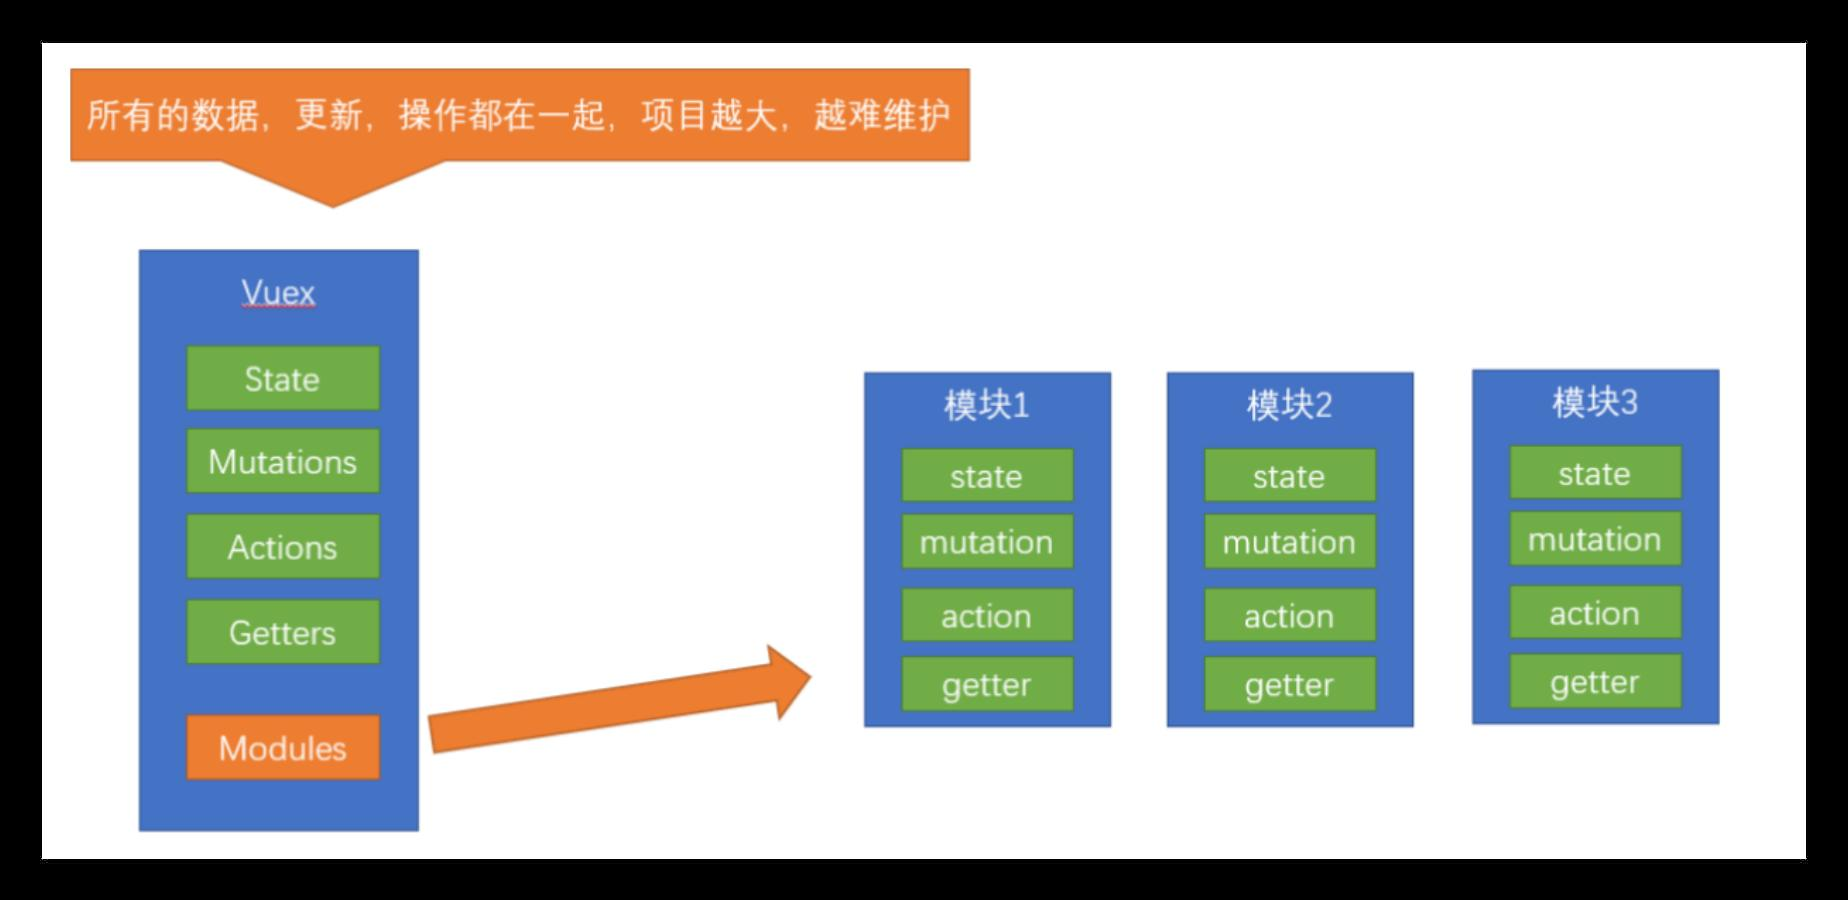 所有的数据，更新，操作都在一起，项目越大，越难维护
Vuex
State
Mutations
Actions
Getters
Modules
模块1
state
mutation
action
getter
模块2
state
mutation
action
getter
模块3
state
mutation
action
getter